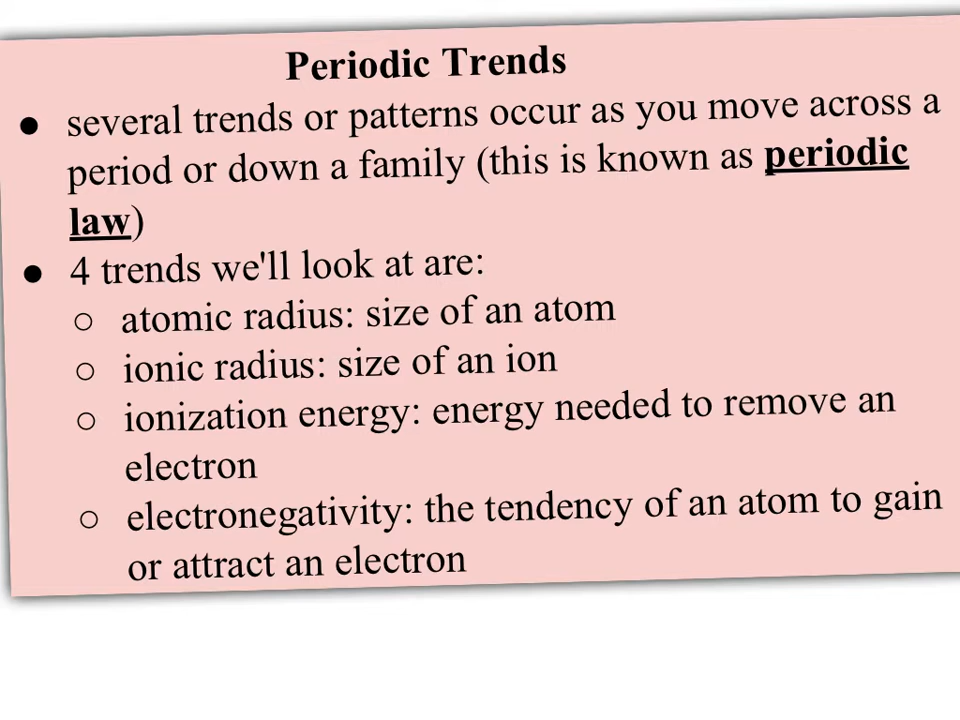 Periodic Trends
● several trends or patterns occur as you move across a
period or down a family (this is known as periodic
law)
● 4 trends we'll look at are:
○ atomic radius: size of an atom
○ ionic radius: size of an ion
○ ionization energy: energy needed to remove an
electron
○ electronegativity: the tendency of an atom to gain
or attract an electron